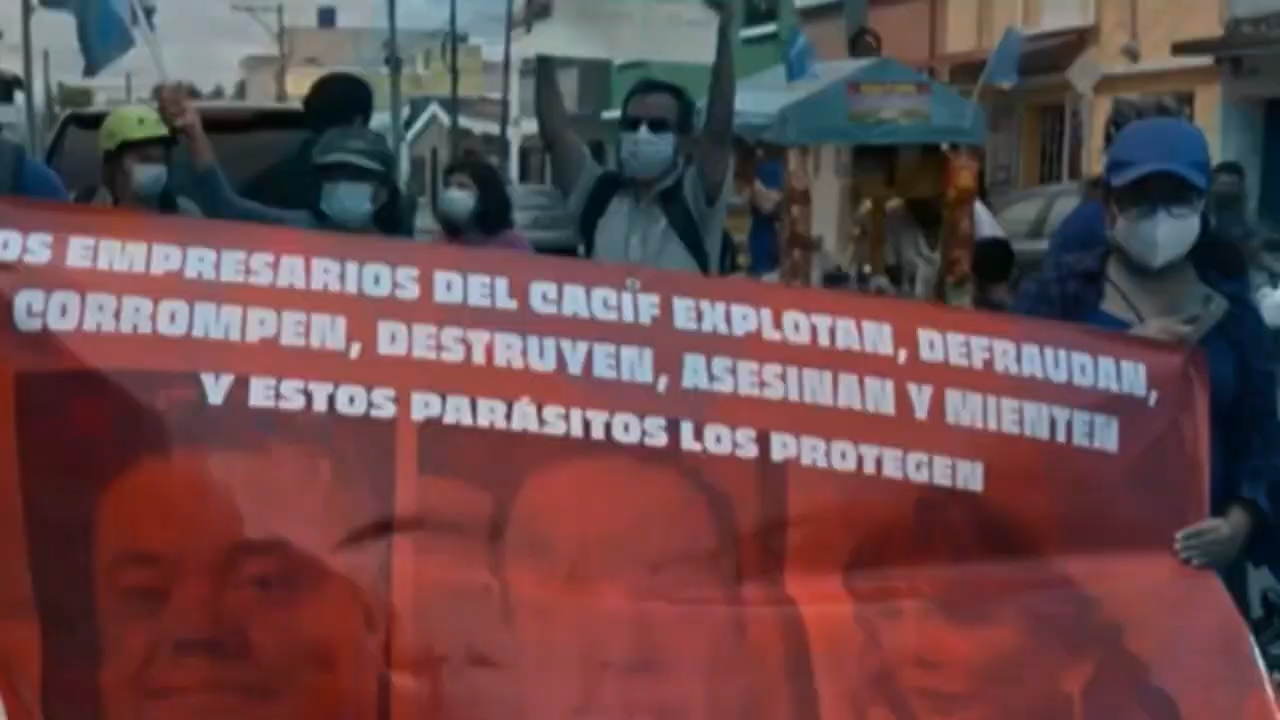 OS EMPRESARIOS DEL CACIF EXPLOTAN, DEFRAUDAN,
CORROMPEN, DESTRUYEN, ASESINAN Y MIENTEN
Y ESTOS PARÁSITOS LOS PROTEGEN